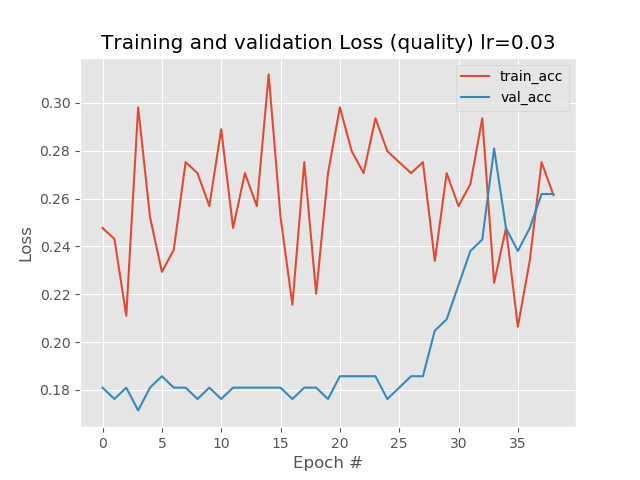 Training and validation Loss (quality) lr=0.03
train_acc
val_acc
0.30
0.28
0.26
0.24
0.22
0.20
0.18
Loss
0 5 10 15 20 25 30 35
Epoch #